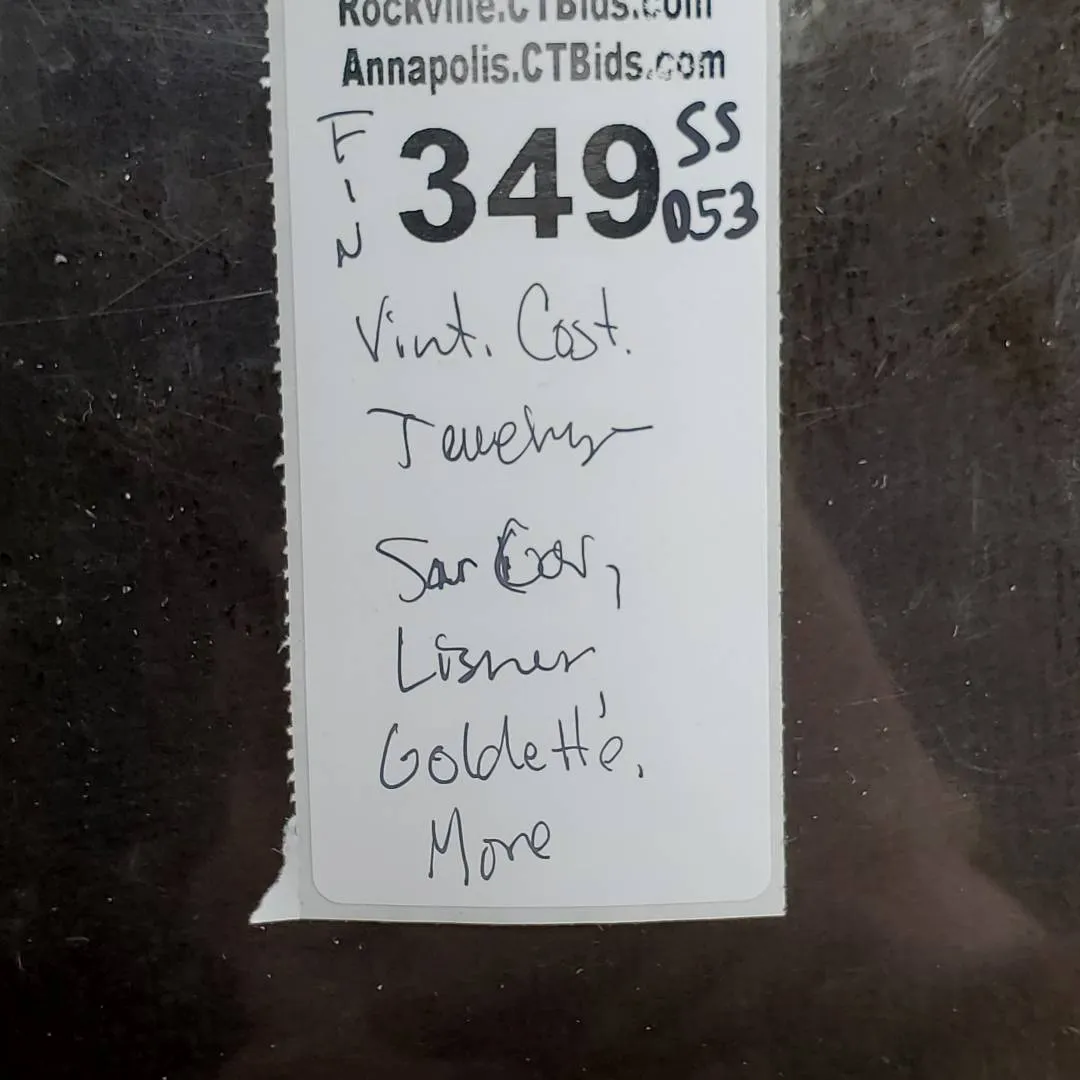 Rockville.CTBids.com
Annapolis.CTBids.com
FIN
349
SS
053
Vint. Cost.
Jewelry
Sar Cov,
Lisner,
Goldette,
More